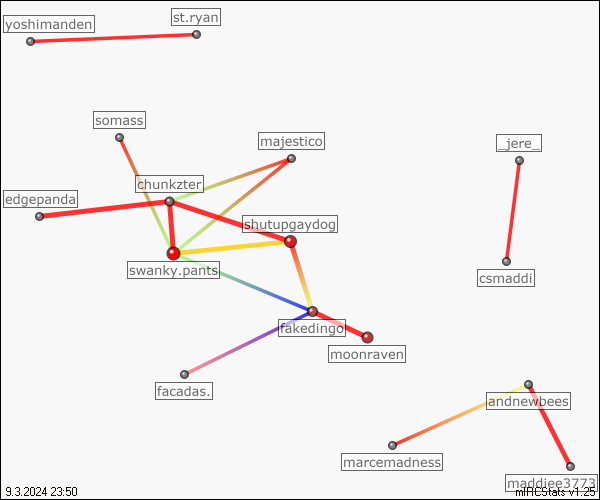 yoshimanden
st.ryan
somass
majestico
_jere_
chunkzter
edgepanda
shutupgaydog
swanky.pants
csmaddi
fakedingo
moonraven
facadas.
andnewbees
marcemadness
maddiee3773
9.3.2024 23:50
mIRCStats v1.25